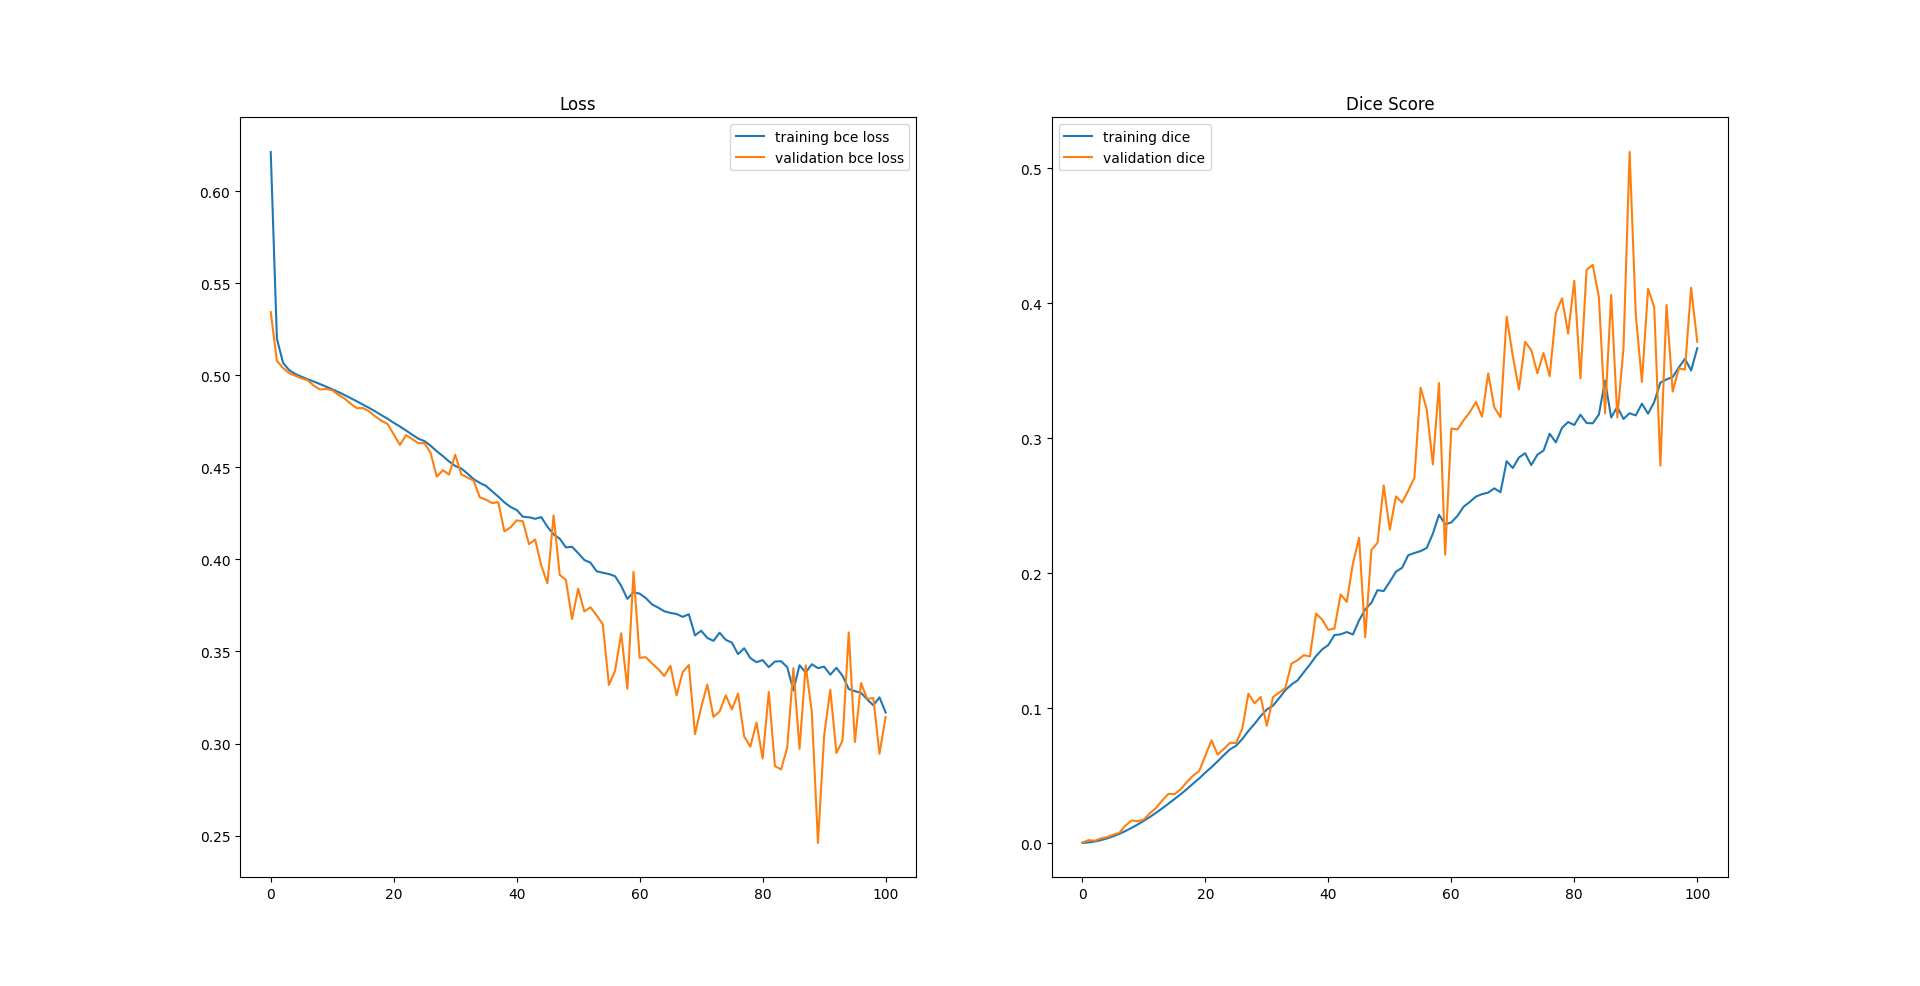 Loss
training bce loss
validation bce loss
0.60
0.55
0.50
0.45
0.40
0.35
0.30
0.25
0 20 40 60 80 100
Dice Score
training dice
validation dice
0.5
0.4
0.3
0.2
0.1
0.0
0 20 40 60 80 100